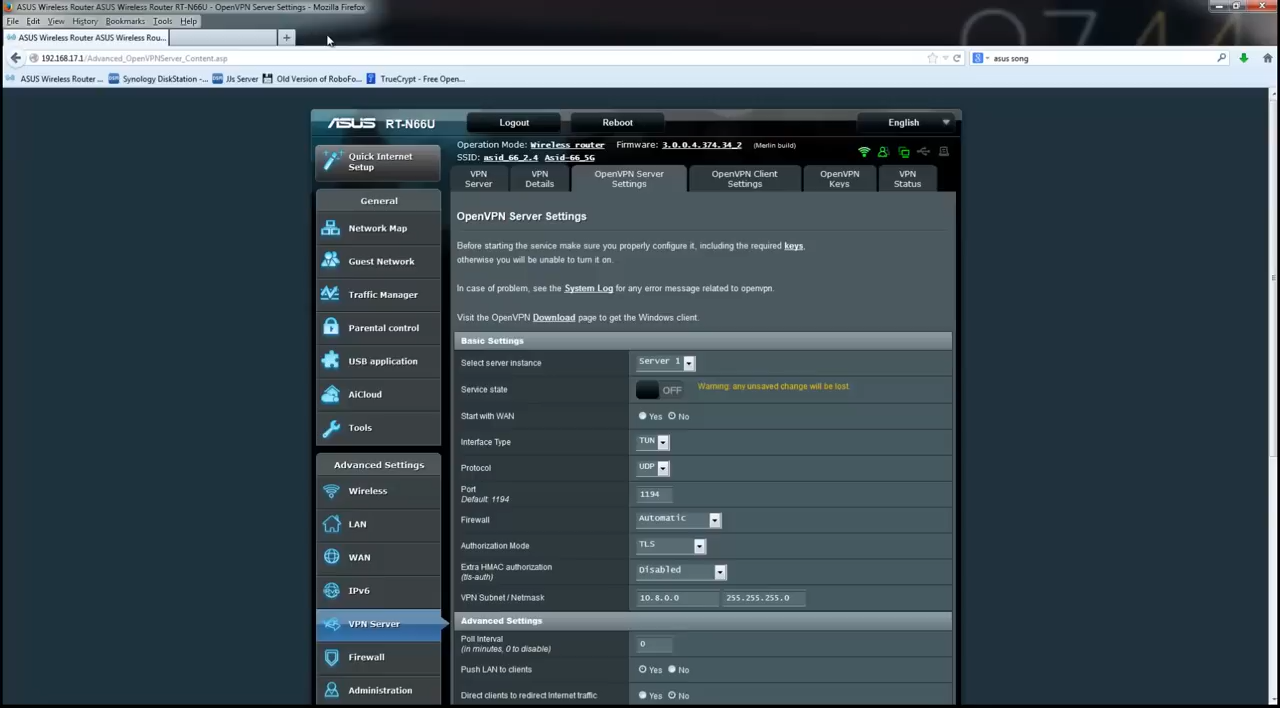 ASUS Wireless Router ASUS Wireless Router RT-N66U - OpenVPN Server Settings - Mozilla Firefox
File Edit View History Bookmarks Tools Help
ASUS Wireless Router ASUS Wireless Rou...
192.168.17.1/Advanced_OpenVPNServer_Content.asp
asus song
ASUS Wireless Router ... Synology DiskStation -... JJs Server Old Version of RoboFo... TrueCrypt - Free Open...
ASUS RT-N66U Logout Reboot English
Operation Mode: Wireless router Firmware: 3.0.0.4.374.34_2 (Merlin build)
SSID: asid_66_2.4 Asid-66_5G
Quick Internet
Setup
VPN
Server
VPN
Details
OpenVPN Server
Settings
OpenVPN Client
Settings
OpenVPN
Keys
VPN
Status
General
Network Map
Guest Network
Traffic Manager
Parental control
USB application
AiCloud
Tools
Advanced Settings
Wireless
LAN
WAN
IPv6
VPN Server
Firewall
Administration
OpenVPN Server Settings
Before starting the service make sure you properly configure it, including the required keys,
otherwise you will be unable to turn it on.
In case of problem, see the System Log for any error message related to openvpn.
Visit the OpenVPN Download page to get the Windows client.
Basic Settings
Select server instance Server 1
Service state OFF Warning: any unsaved change will be lost
Start with WAN Yes No
Interface Type TUN
Protocol UDP
Port
Default: 1194
1194
Firewall Automatic
Authorization Mode TLS
Extra HMAC authorization
(tls-auth)
Disabled
VPN Subnet / Netmask 10.8.0.0 255.255.255.0
Advanced Settings
Poll Interval
(in minutes, 0 to disable)
0
Push LAN to clients Yes No
Direct clients to redirect Internet traffic Yes No